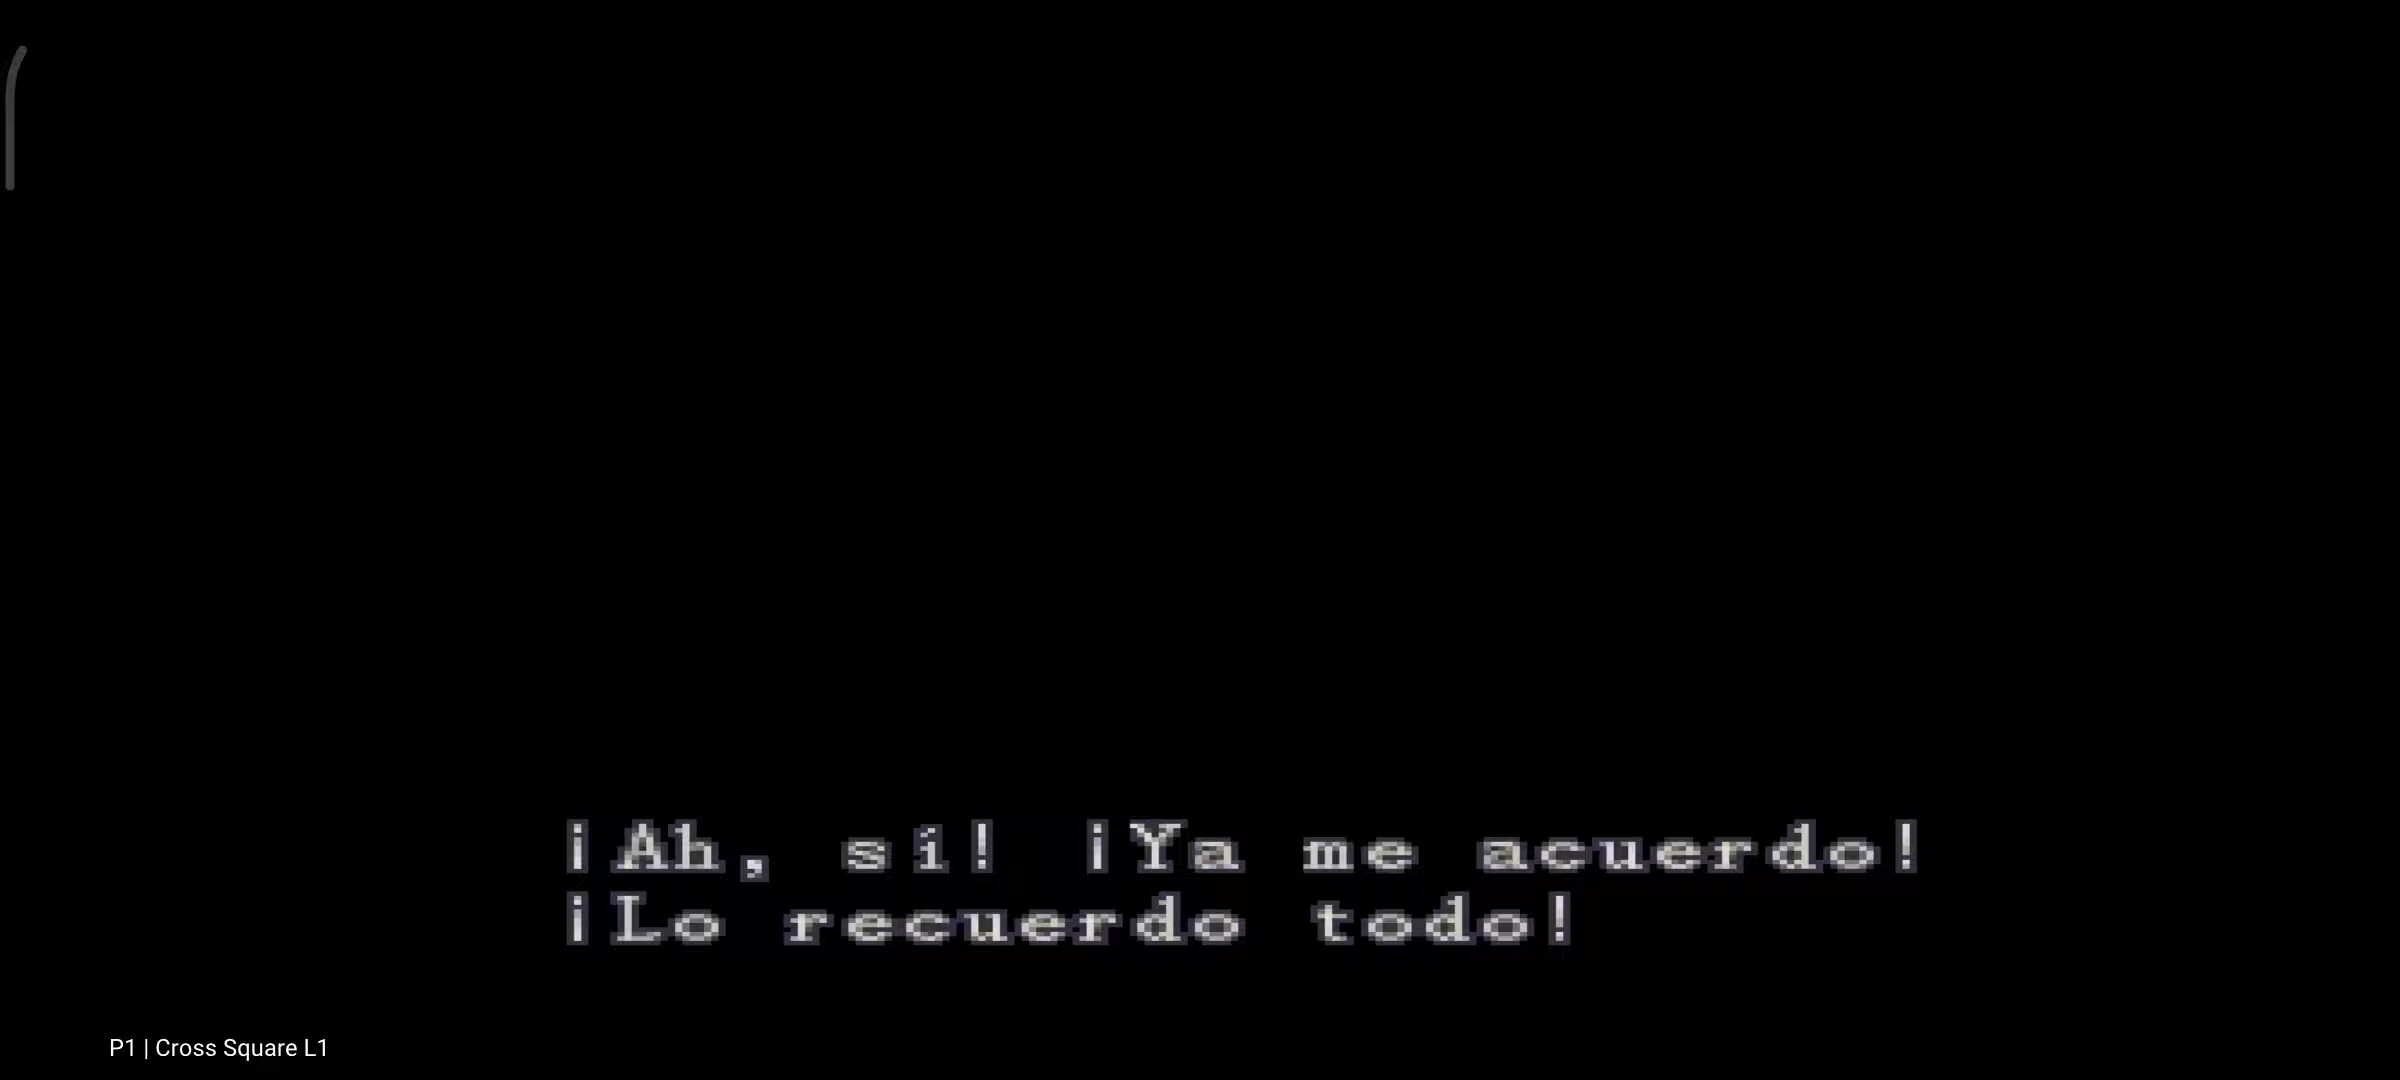 ¡Ah, sí! ¡Ya me acuerdo!
¡Lo recuerdo todo!
P1 | Cross Square L1